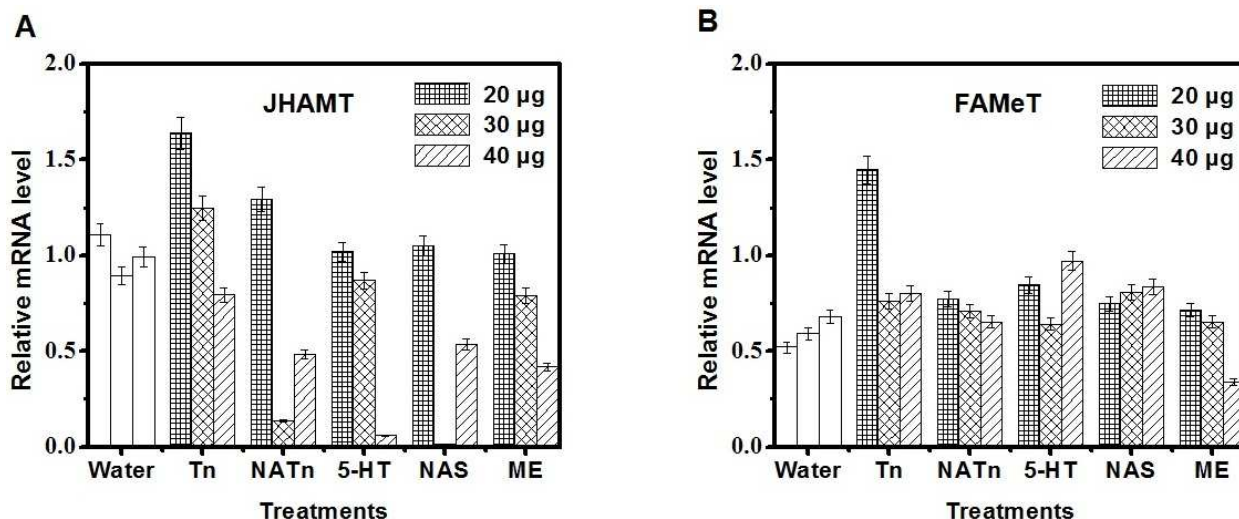 A
Relative mRNA level
2.0
1.5
1.0
0.5
0.0
JHAMT
20 µg
30 µg
40 µg
Water Tn NATn 5-HT NAS ME
Treatments
B
Relative mRNA level
2.0
1.5
1.0
0.5
0.0
FAMeT
20 µg
30 µg
40 µg
Water Tn NATn 5-HT NAS ME
Treatments